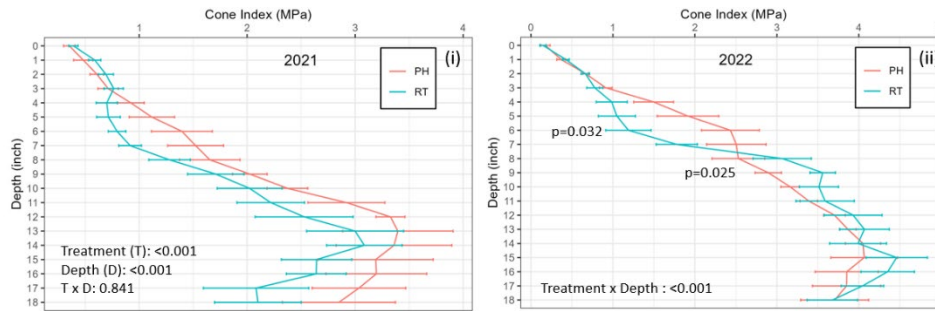 Cone Index (MPa)
1 2 3 4
Depth (inch)
0
1
2
3
4
5
6
7
8
9
10
11
12
13
14
15
16
17
18
2021
(i)
PH
RT
Treatment (T): <0.001
Depth (D): <0.001
T x D: 0.841
Cone Index (MPa)
0 1 2 3 4
Depth (inch)
0
1
2
3
4
5
6
7
8
9
10
11
12
13
14
15
16
17
18
2022
(ii)
PH
RT
p=0.032
p=0.025
Treatment x Depth : <0.001